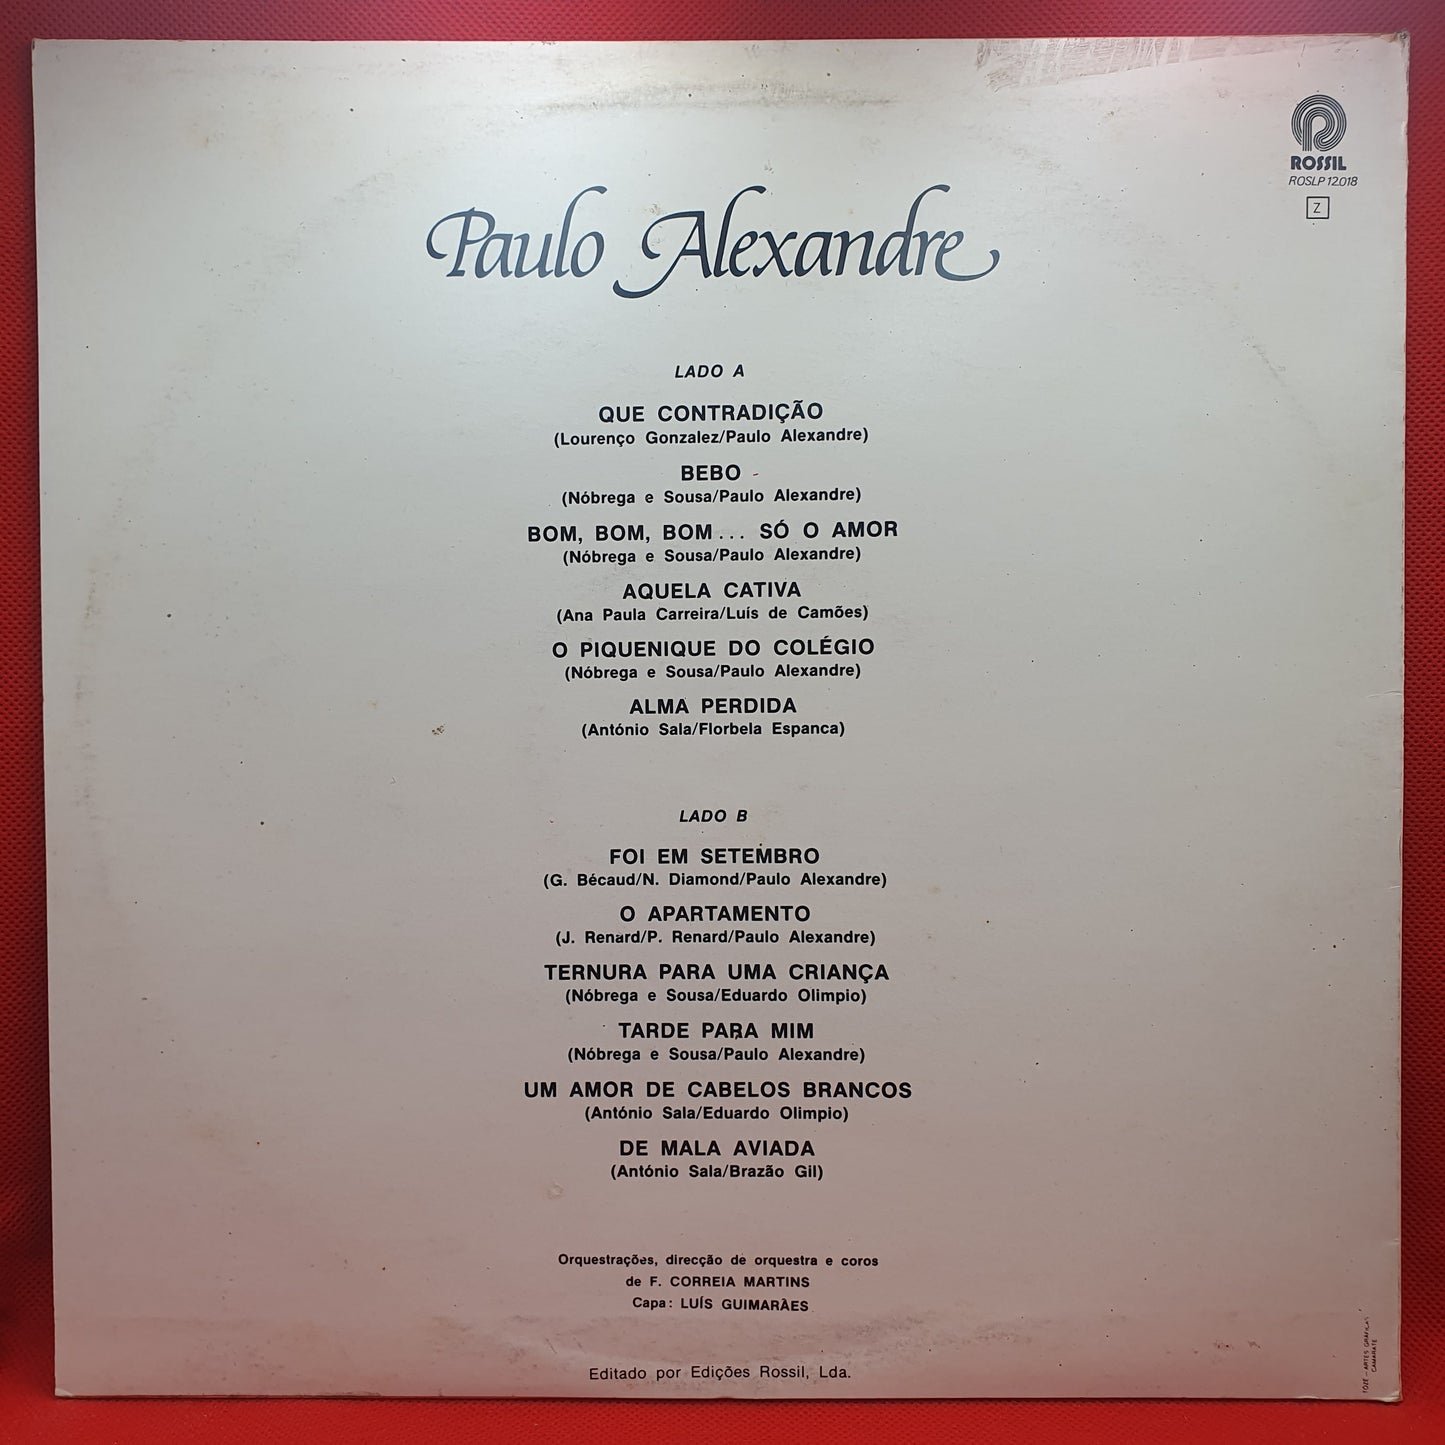 ROSSIL
ROSLP 12.018
Z
Paulo Alexandre
LADO A
QUE CONTRADIÇÃO
(Lourenço Gonzalez/Paulo Alexandre)
BEBO
(Nóbrega e Sousa/Paulo Alexandre)
BOM, BOM, BOM... SÓ O AMOR
(Nóbrega e Sousa/Paulo Alexandre)
AQUELA CATIVA
(Ana Paula Carreira/Luís de Camões)
O PIQUENIQUE DO COLÉGIO
(Nóbrega e Sousa/Paulo Alexandre)
ALMA PERDIDA
(António Sala/Florbela Espanca)
LADO B
FOI EM SETEMBRO
(G. Bécaud/N. Diamond/Paulo Alexandre)
O APARTAMENTO
(J. Renard/P. Renard/Paulo Alexandre)
TERNURA PARA UMA CRIANÇA
(Nóbrega e Sousa/Eduardo Olimpio)
TARDE PARA MIM
(Nóbrega e Sousa/Paulo Alexandre)
UM AMOR DE CABELOS BRANCOS
(António Sala/Eduardo Olimpio)
DE MALA AVIADA
(António Sala/Brazão Gil)
Orquestrações, direcção de orquestra e coros
de F. CORREIA MARTINS
Capa: LUÍS GUIMARÃES
Editado por Edições Rossil, Lda.
ARTES GRÁFICAS
CAMARATE